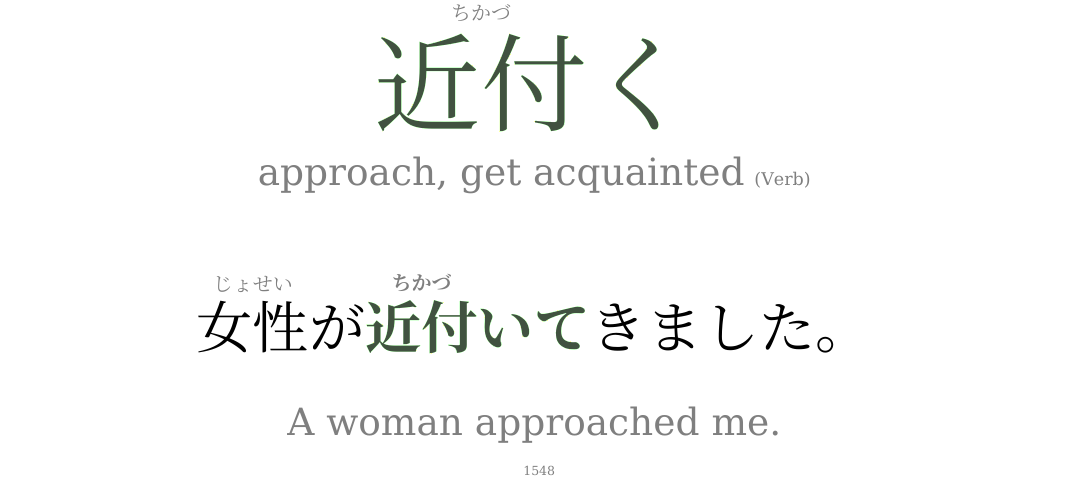 ちかづ
近付く
approach, get acquainted (Verb)
じょせい ちかづ
女性が近付いてきました。
A woman approached me.
1548